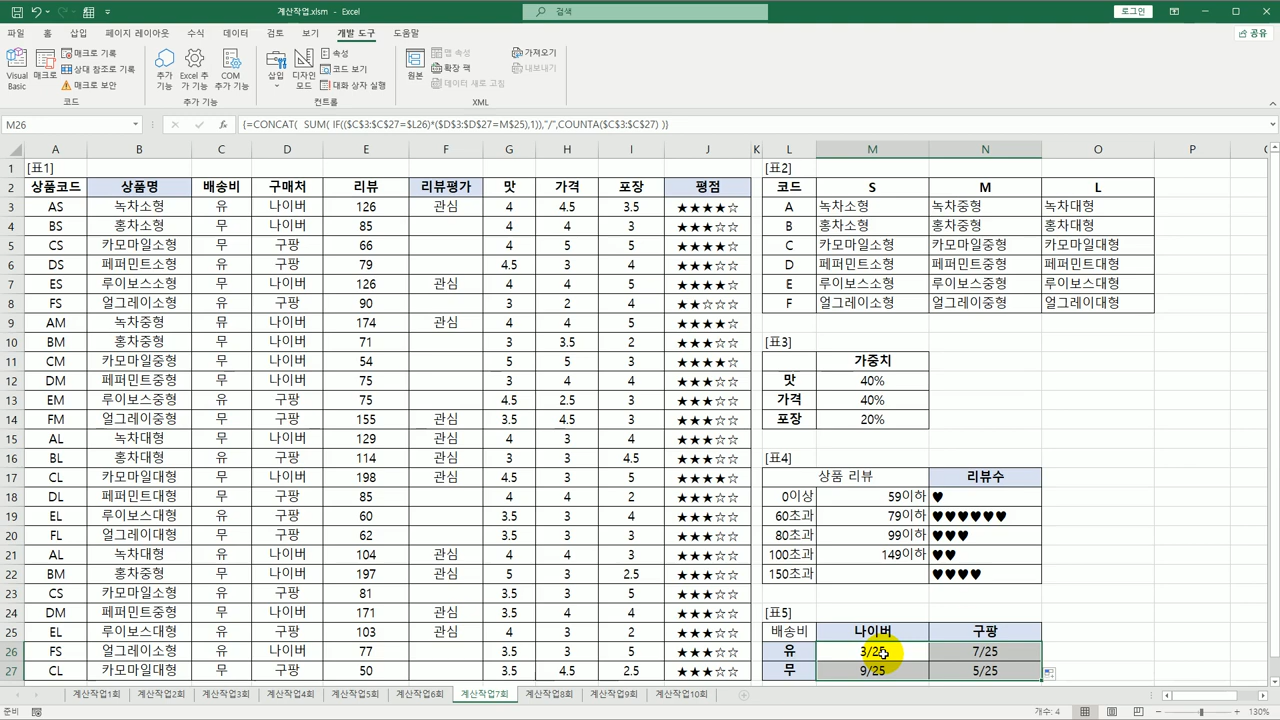 계산작업.xlsm - Excel
검색
로그인
파일 홈 삽입 페이지 레이아웃 수식 데이터 검토 보기 개발 도구 도움말
공유
Visual Basic
매크로
매크로 기록
상대 참조로 기록
매크로 보안
코드
추가 기능
Excel 추가 기능
COM 추가 기능
추가 기능
삽입
디자인 모드
속성
코드 보기
대화 상자 실행
컨트롤
원본
맵 속성
확장 팩
데이터 새로 고침
가져오기
내보내기
XML
M26
fx
{=CONCAT( SUM( IF(($C$3:$C$27=$L26)*($D$3:$D$27=M$25),1)),"/",COUNTA($C$3:$C$27) )}
A B C D E F G H I J K L M N O P
1 [표1] [표2]
2 상품코드 상품명 배송비 구매처 리뷰 리뷰평가 맛 가격 포장 평점 코드 S M L
3 AS 녹차소형 유 나이버 126 관심 4 4.5 3.5 ★★★★☆ A 녹차소형 녹차중형 녹차대형
4 BS 홍차소형 무 나이버 85 4 4 3 ★★★☆☆ B 홍차소형 홍차중형 홍차대형
5 CS 카모마일소형 무 구팡 66 4 5 5 ★★★★☆ C 카모마일소형 카모마일중형 카모마일대형
6 DS 페퍼민트소형 유 구팡 79 4.5 3 4 ★★★☆☆ D 페퍼민트소형 페퍼민트중형 페퍼민트대형
7 ES 루이보스소형 무 나이버 126 관심 4 4 5 ★★★★☆ E 루이보스소형 루이보스중형 루이보스대형
8 FS 얼그레이소형 유 구팡 90 3 2 4 ★★☆☆☆ F 얼그레이소형 얼그레이중형 얼그레이대형
9 AM 녹차중형 뮤 나이버 174 관심 4 4 5 ★★★★☆
10 BM 홍차중형 무 나이버 71 3 3.5 2 ★★★☆☆ [표3]
11 CM 카모마일중형 무 나이버 54 5 5 3 ★★★★☆ 가중치
12 DM 페퍼민트중형 무 나이버 75 3 4 4 ★★★☆☆ 맛 40%
13 EM 루이보스중형 유 구팡 75 4.5 2.5 3 ★★★☆☆ 가격 40%
14 FM 얼그레이중형 무 구팡 155 관심 3.5 4.5 3 ★★★☆☆ 포장 20%
15 AL 녹차대형 무 나이버 129 관심 4 3 4 ★★★☆☆
16 BL 홍차대형 유 구팡 114 관심 3 3 4.5 ★★★☆☆ [표4]
17 CL 카모마일대형 무 나이버 198 관심 4.5 3 5 ★★★★☆ 상품 리뷰 리뷰수
18 DL 페퍼민트대형 무 나이버 85 4 4 2 ★★★☆☆ 0이상 59이하 ♥
19 EL 루이보스대형 유 구팡 60 3.5 3 5 ★★★☆☆ 60초과 79이하 ♥♥♥♥♥♥
20 FL 얼그레이대형 무 구팡 62 3.5 3 4 ★★★☆☆ 80초과 99이하 ♥♥♥
21 AL 녹차대형 유 나이버 104 관심 4 4 3 ★★★☆☆ 100초과 149이하 ♥♥
22 BM 홍차중형 무 나이버 197 관심 5 3 2.5 ★★★☆☆ 150초과 ♥♥♥♥
23 CS 카모마일소형 유 구팡 81 3.5 3 5 ★★★☆☆
24 DM 페퍼민트중형 무 나이버 171 관심 3.5 4 4 ★★★☆☆ [표5]
25 EL 루이보스대형 유 구팡 103 관심 4 3 2 ★★★☆☆ 배송비 나이버 구팡
26 FS 얼그레이소형 유 나이버 77 3.5 3 5 ★★★☆☆ 유 3/25 7/25
27 CL 카모마일대형 무 구팡 50 3.5 4.5 2.5 ★★★☆☆ 무 9/25 5/25
계산작업1회 계산작업2회 계산작업3회 계산작업4회 계산작업5회 계산작업6회 계산작업7회 계산작업8회 계산작업9회 계산작업10회
준비
개수: 4
130%